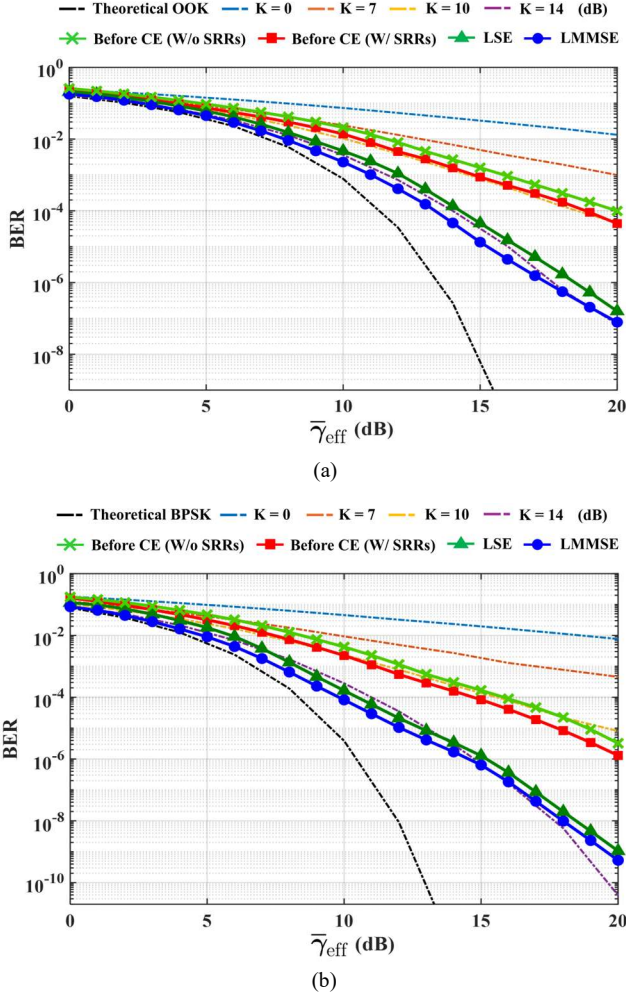 Theoretical OOK K = 0 K = 7 K = 10 K = 14 (dB)
Before CE (W/o SRRs) Before CE (W/ SRRs) LSE LMMSE
10^0
10^-2
10^-4
10^-6
10^-8
BER
0 5 10 15 20
γ̅_eff (dB)
(a)
Theoretical BPSK K = 0 K = 7 K = 10 K = 14 (dB)
Before CE (W/o SRRs) Before CE (W/ SRRs) LSE LMMSE
10^0
10^-2
10^-4
10^-6
10^-8
10^-10
BER
0 5 10 15 20
γ̅_eff (dB)
(b)